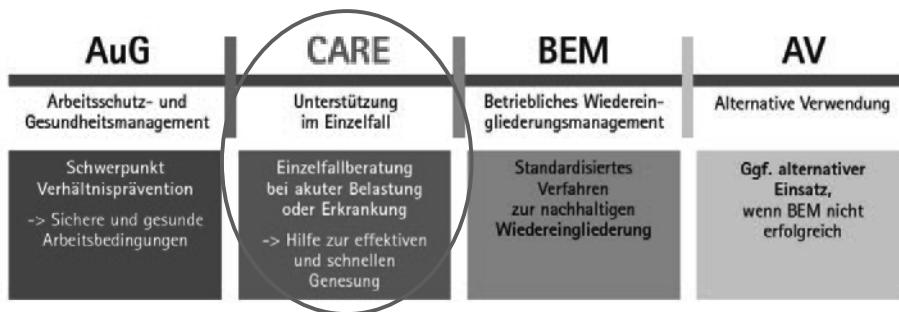 AuG
Arbeitsschutz- und
Gesundheitsmanagement
Schwerpunkt
Verhältnisprävention
-> Sichere und gesunde
Arbeitsbedingungen
CARE
Unterstützung
im Einzelfall
Einzelfallberatung
bei akuter Belastung
oder Erkrankung
-> Hilfe zur effektiven
und schnellen
Genesung
BEM
Betriebliches Wiederein-
gliederungsmanagement
Standardisiertes
Verfahren
zur nachhaltigen
Wiedereingliederung
AV
Alternative Verwendung
Ggf. alternativer
Einsatz,
wenn BEM nicht
erfolgreich